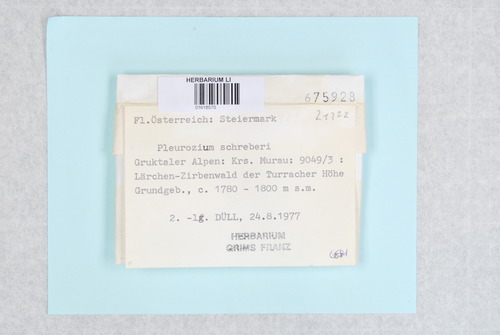 HERBARIUM LI
675928
Fl.Österreich: Steiermark
Pleurozium schreberi
Gruktaler Alpen: Krs. Murau: 9049/3 :
Lärchen-Zirbenwald der Turracher Höhe
Grundgeb., c. 1780 - 1800 m s.m.
2. -lg. DÜLL, 24.8.1977
HERBARIUM
GRIMS FRANZ